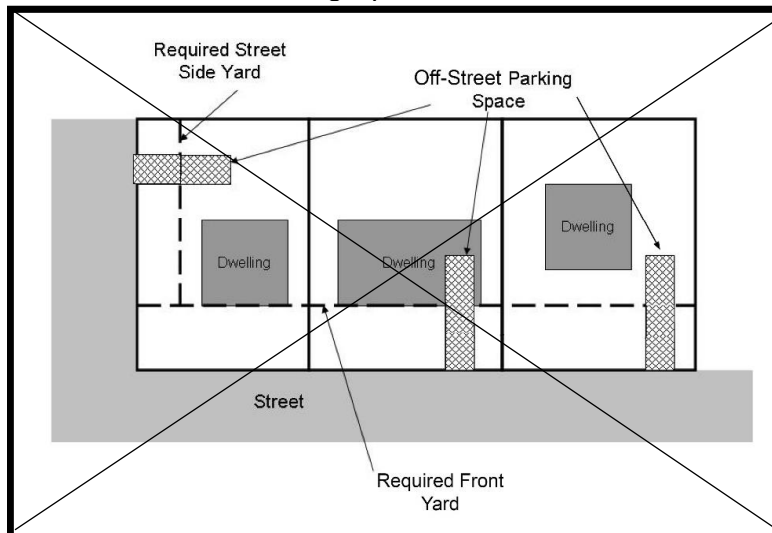 Required Street
Side Yard
Off-Street Parking
Space
Dwelling
Dwelling
Dwelling
Street
Required Front
Yard